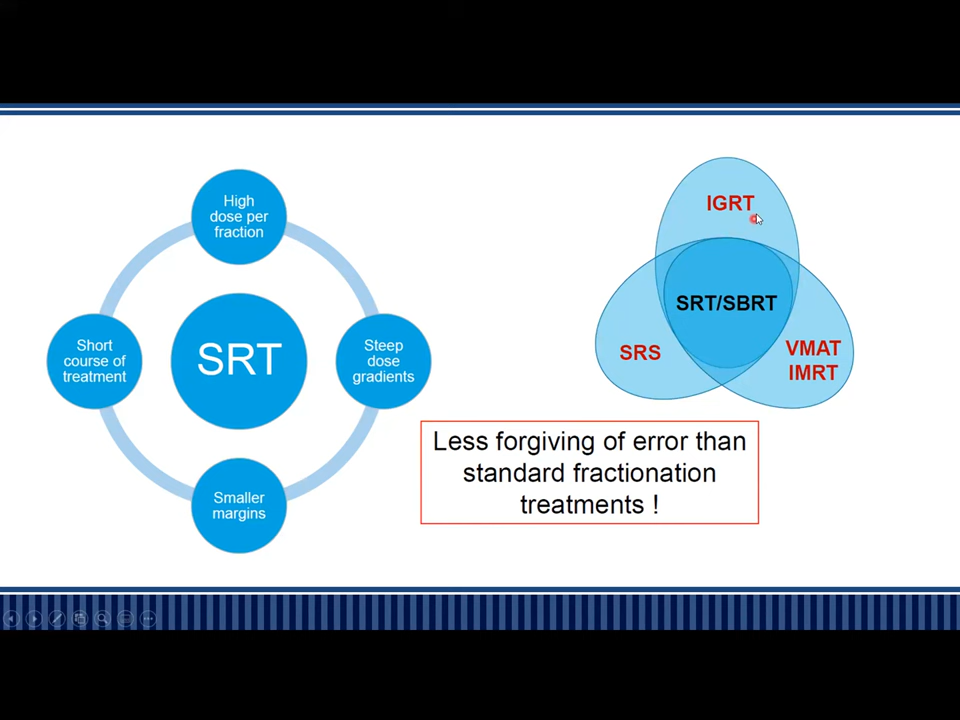 High
dose per
fraction
Short
course of
treatment
SRT
Steep
dose
gradients
Smaller
margins
IGRT
SRT/SBRT
SRS
VMAT
IMRT
Less forgiving of error than
standard fractionation
treatments !